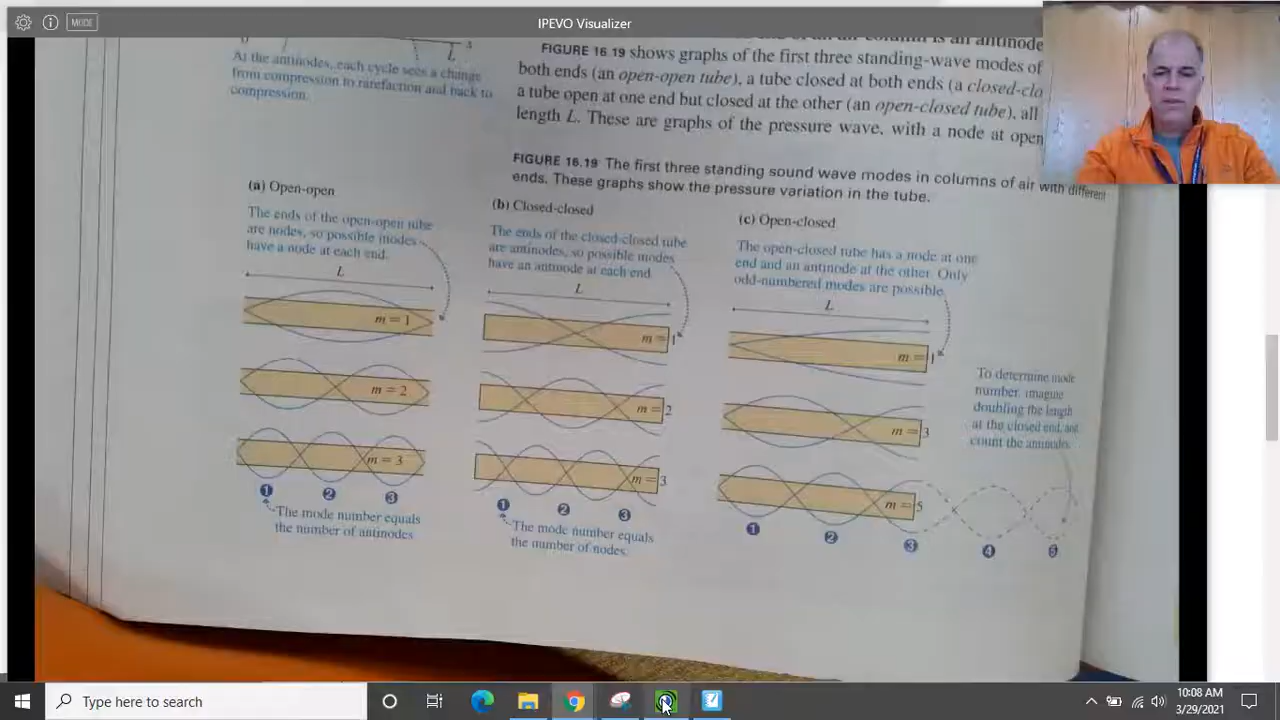 MODE
IPEVO Visualizer
L
At the antinodes, each cycle sees a change
from compression to rarefaction and back to
compression.
column is an antinode
FIGURE 16.19 shows graphs of the first three standing-wave modes of
both ends (an open-open tube), a tube closed at both ends (a closed-clo
a tube open at one end but closed at the other (an open-closed tube), all
length L. These are graphs of the pressure wave, with a node at open
FIGURE 16.19 The first three standing sound wave modes in columns of air with different
ends. These graphs show the pressure variation in the tube.
(a) Open-open
The ends of the open-open tube
are nodes, so possible modes
have a node at each end.
L
m = 1
m = 2
m = 3
1 2 3
The mode number equals
the number of antinodes
(b) Closed-closed
The ends of the closed-closed tube
are antinodes, so possible modes
have an antinode at each end.
L
m = 1
m = 2
m = 3
1 2 3
The mode number equals
the number of nodes.
(c) Open-closed
The open-closed tube has a node at one
end and an antinode at the other. Only
odd-numbered modes are possible.
L
m = 1
m = 3
m = 5
1 2 3 4 5
To determine mode
number, imagine
doubling the length
at the closed end, and
count the antinodes.
Type here to search
10:08 AM
3/29/2021